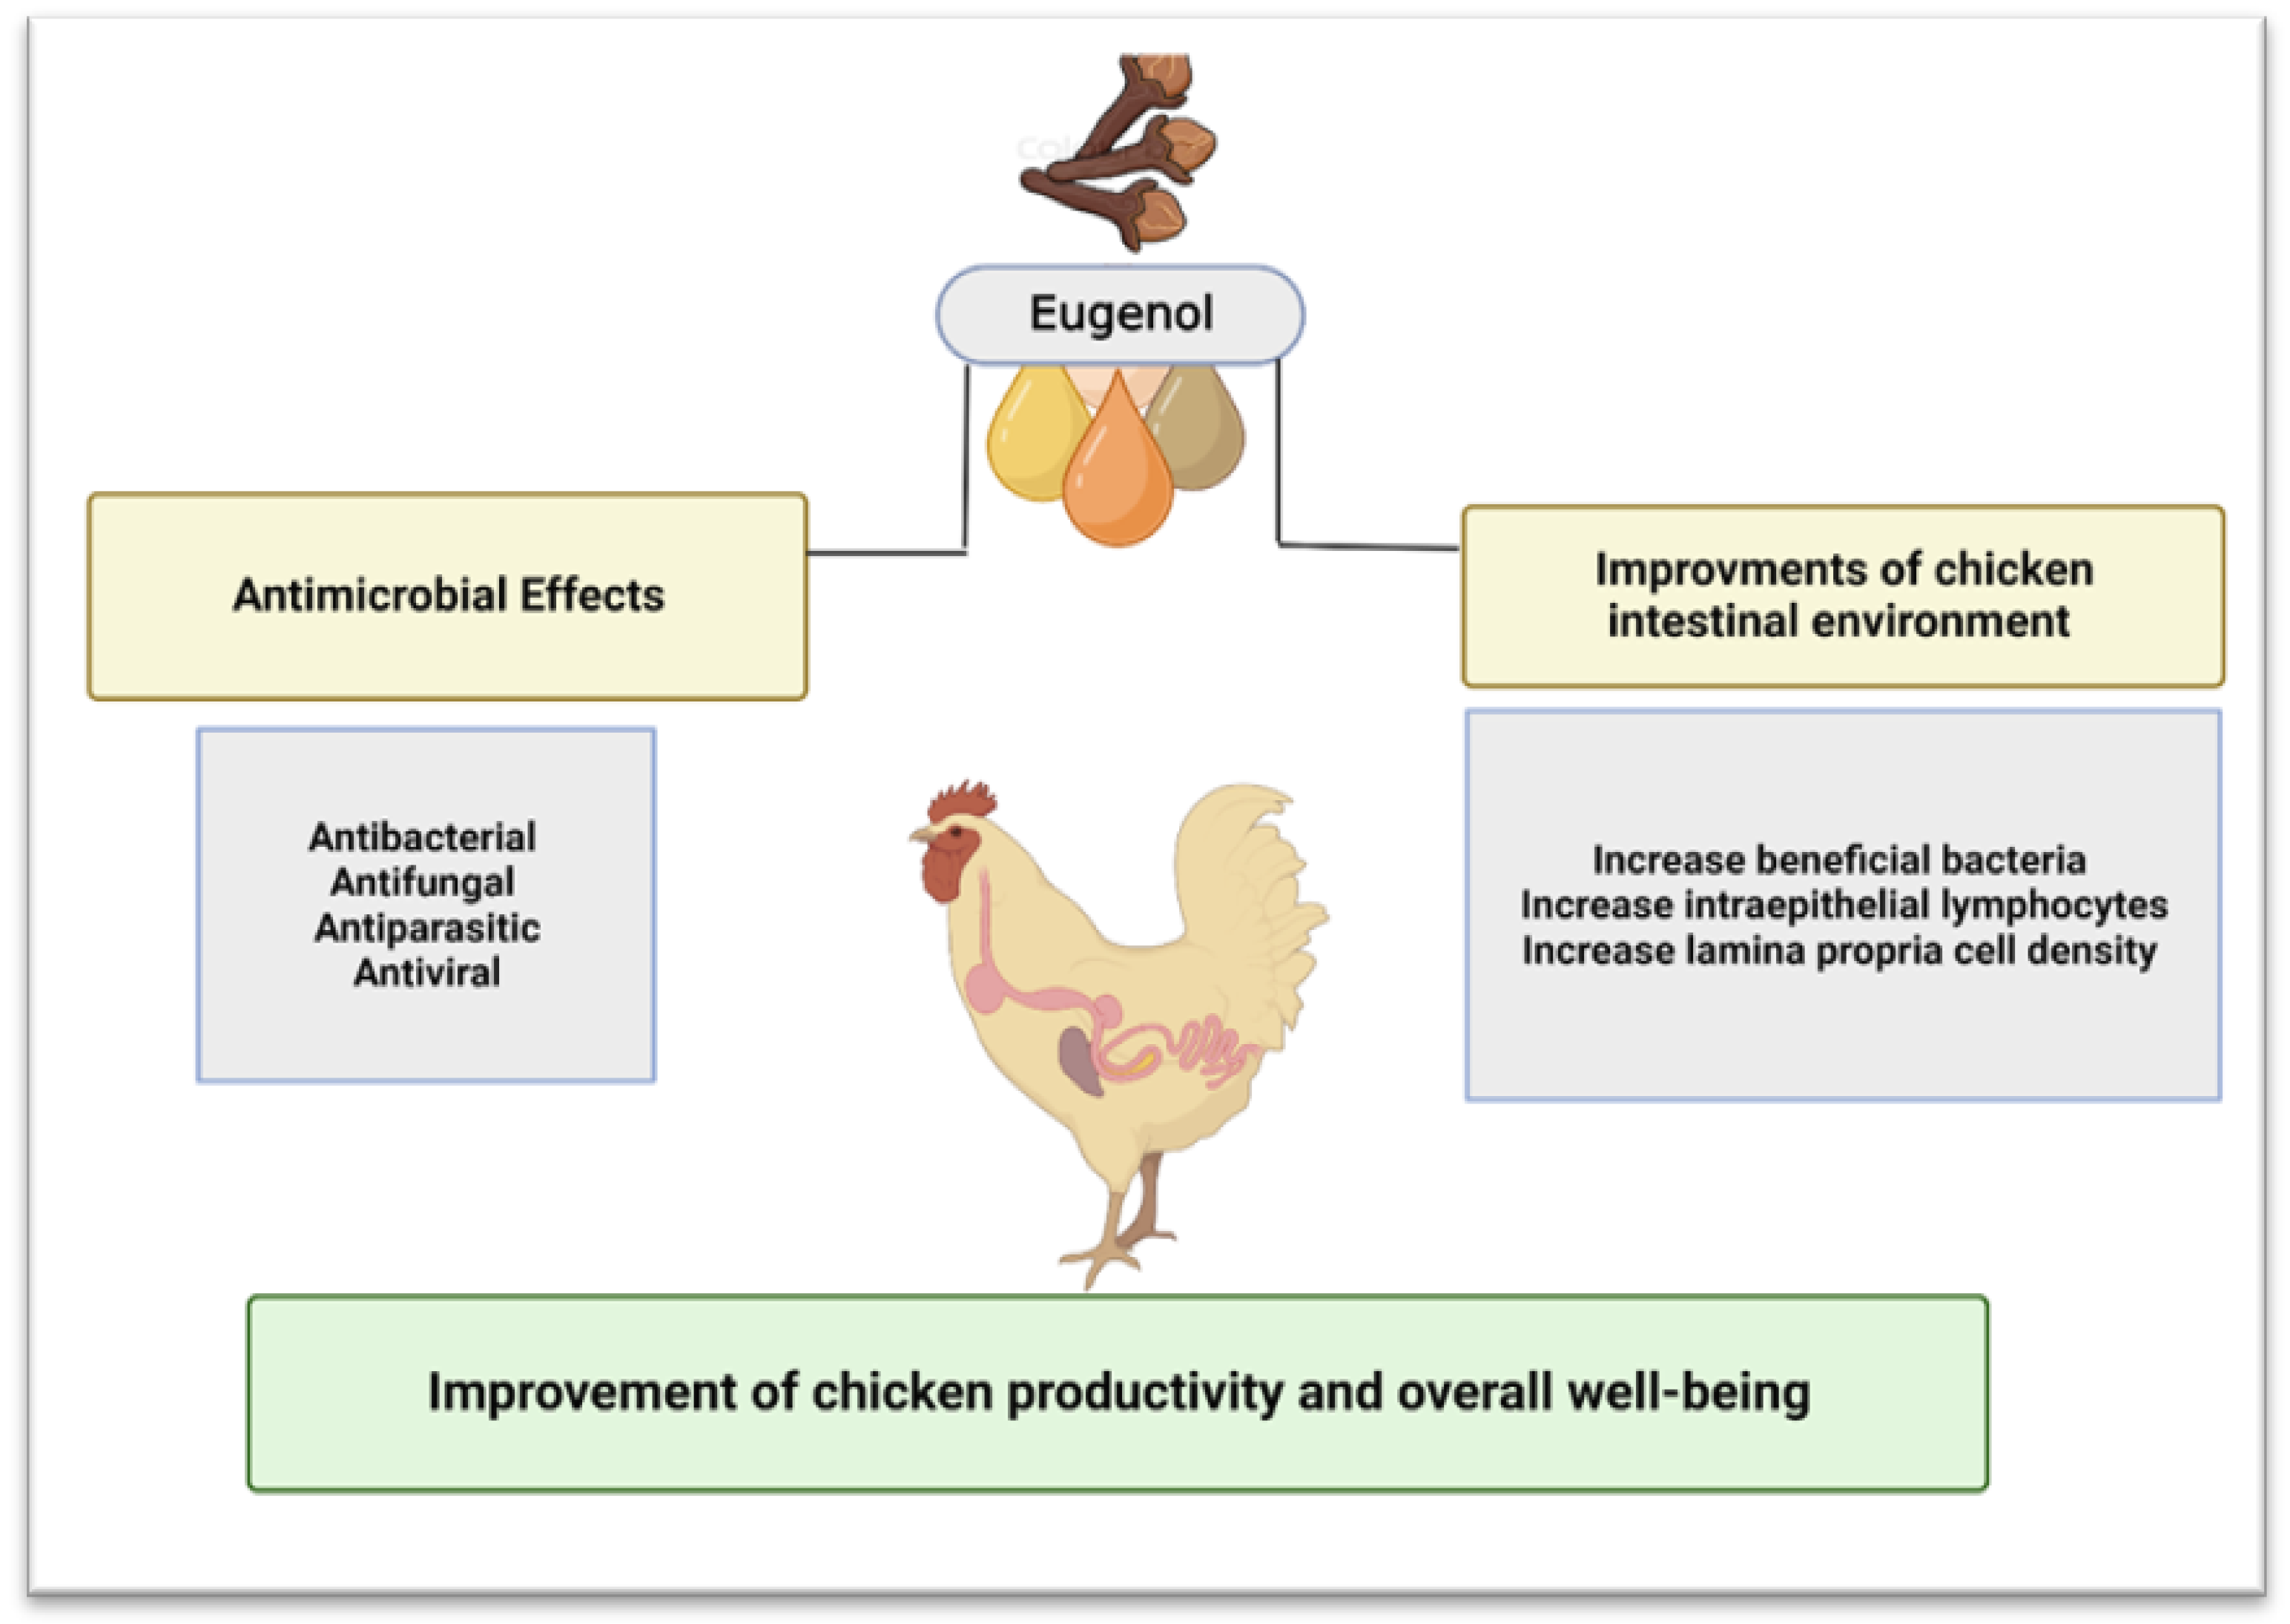 Eugenol
Antimicrobial Effects
Antibacterial
Antifungal
Antiparasitic
Antiviral
Improvments of chicken
intestinal environment
Increase beneficial bacteria
Increase intraepithelial lymphocytes
Increase lamina propria cell density
Improvement of chicken productivity and overall well-being